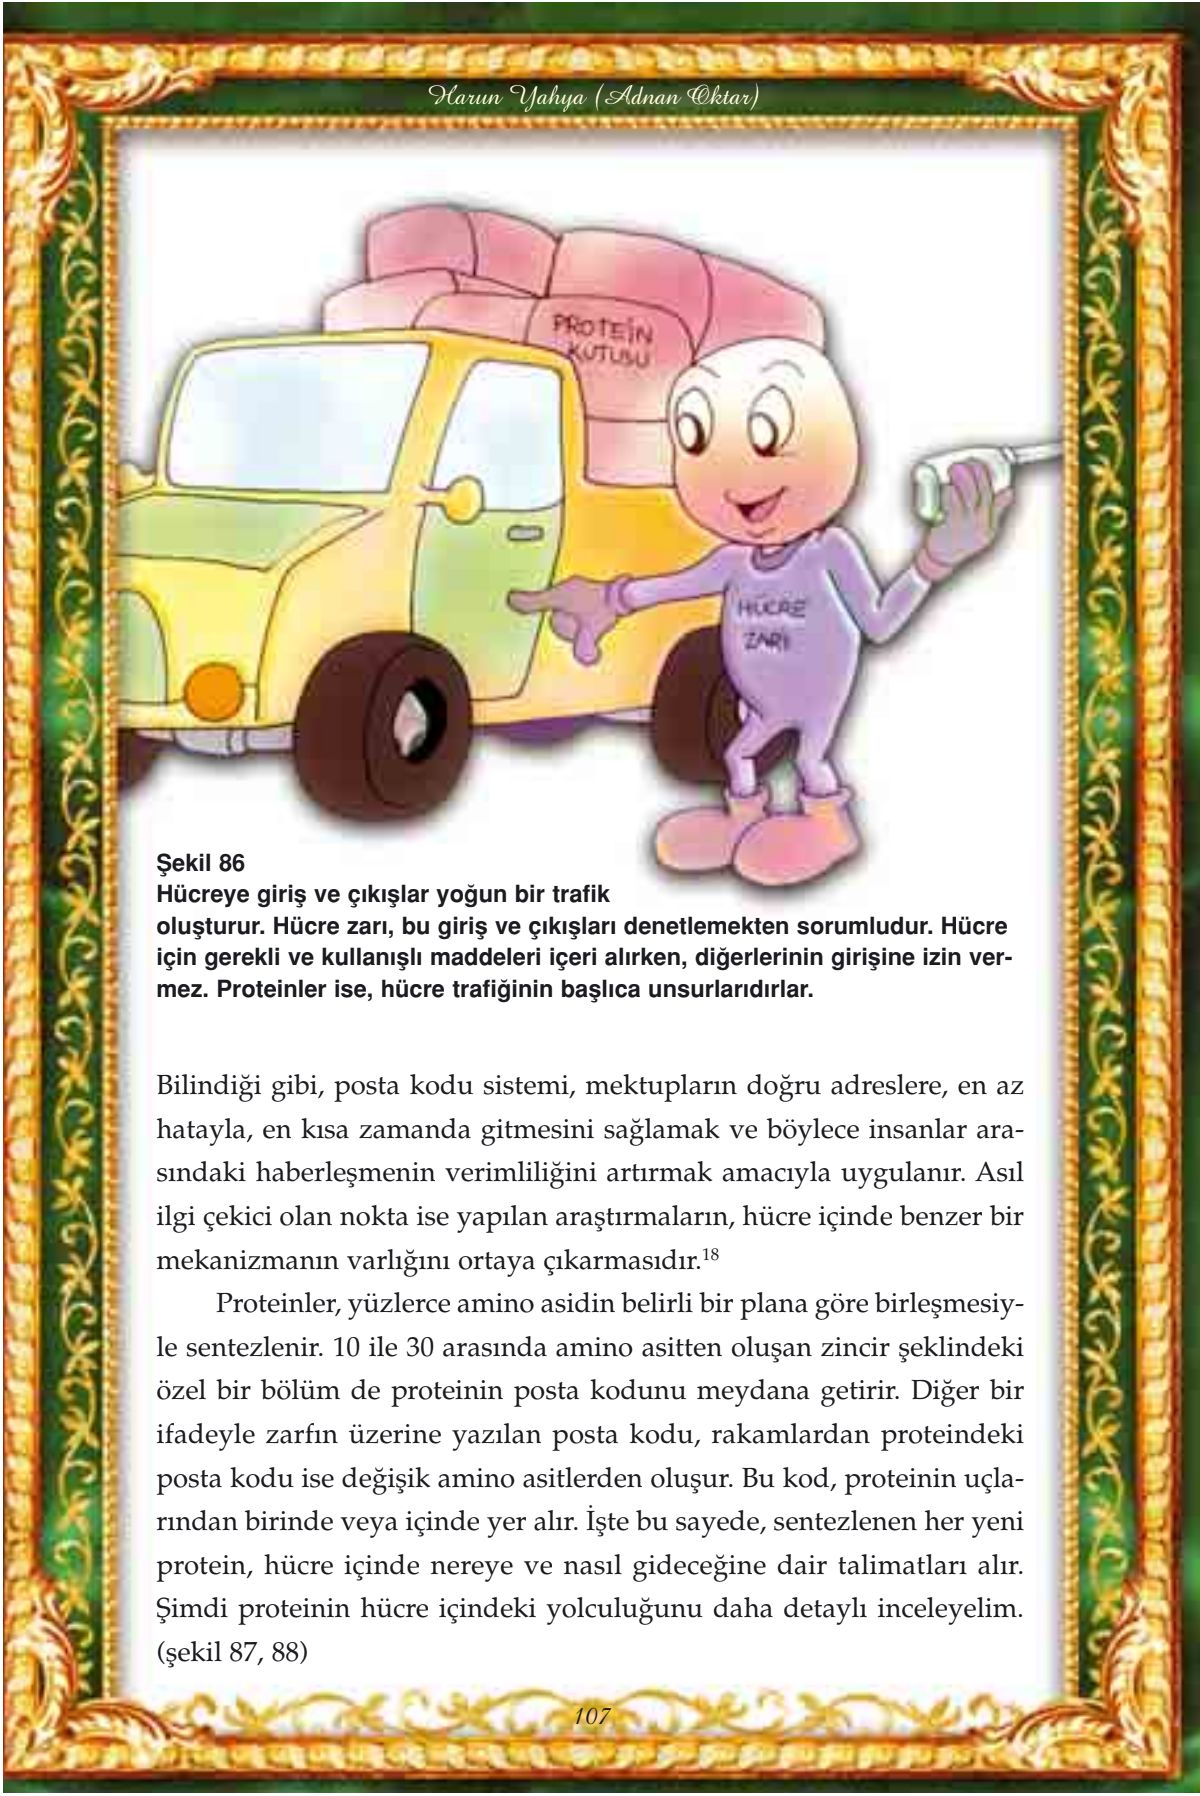 Harun Yahya (Adnan Oktar)
PROTEİN
KUTUSU
HÜCRE
ZARI
Şekil 86
Hücreye giriş ve çıkışlar yoğun bir trafik
oluşturur. Hücre zarı, bu giriş ve çıkışları denetlemekten sorumludur. Hücre
için gerekli ve kullanışlı maddeleri içeri alırken, diğerlerinin girişine izin ver-
mez. Proteinler ise, hücre trafiğinin başlıca unsurlarıdırlar.
Bilindiği gibi, posta kodu sistemi, mektupların doğru adreslere, en az
hatayla, en kısa zamanda gitmesini sağlamak ve böylece insanlar ara-
sındaki haberleşmenin verimliliğini artırmak amacıyla uygulanır. Asıl
ilgi çekici olan nokta ise yapılan araştırmaların, hücre içinde benzer bir
mekanizmanın varlığını ortaya çıkarmasıdır.18
Proteinler, yüzlerce amino asidin belirli bir plana göre birleşmesiy-
le sentezlenir. 10 ile 30 arasında amino asitten oluşan zincir şeklindeki
özel bir bölüm de proteinin posta kodunu meydana getirir. Diğer bir
ifadeyle zarfın üzerine yazılan posta kodu, rakamlardan proteindeki
posta kodu ise değişik amino asitlerden oluşur. Bu kod, proteinin uçla-
rından birinde veya içinde yer alır. İşte bu sayede, sentezlenen her yeni
protein, hücre içinde nereye ve nasıl gideceğine dair talimatları alır.
Şimdi proteinin hücre içindeki yolculuğunu daha detaylı inceleyelim.
(şekil 87, 88)
107